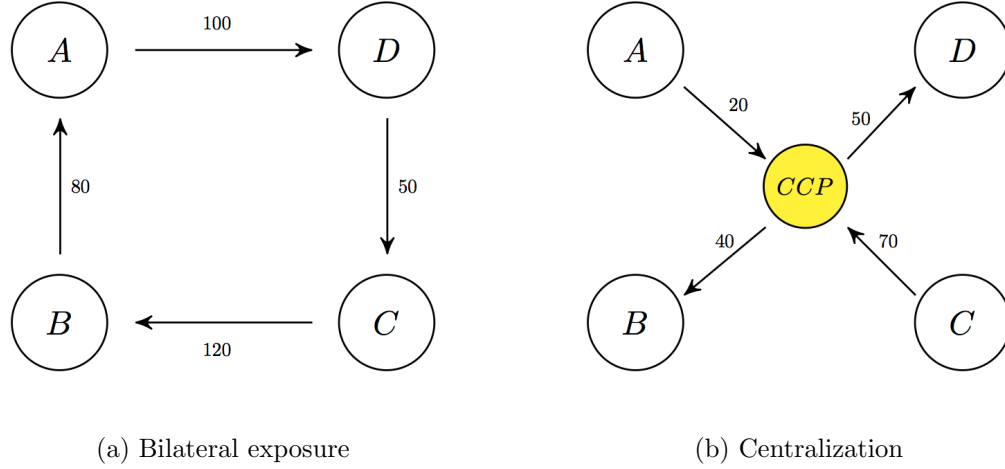 100
A
D
80
50
B
C
120
(a) Bilateral exposure
A
D
20
50
CCP
40
70
B
C
(b) Centralization